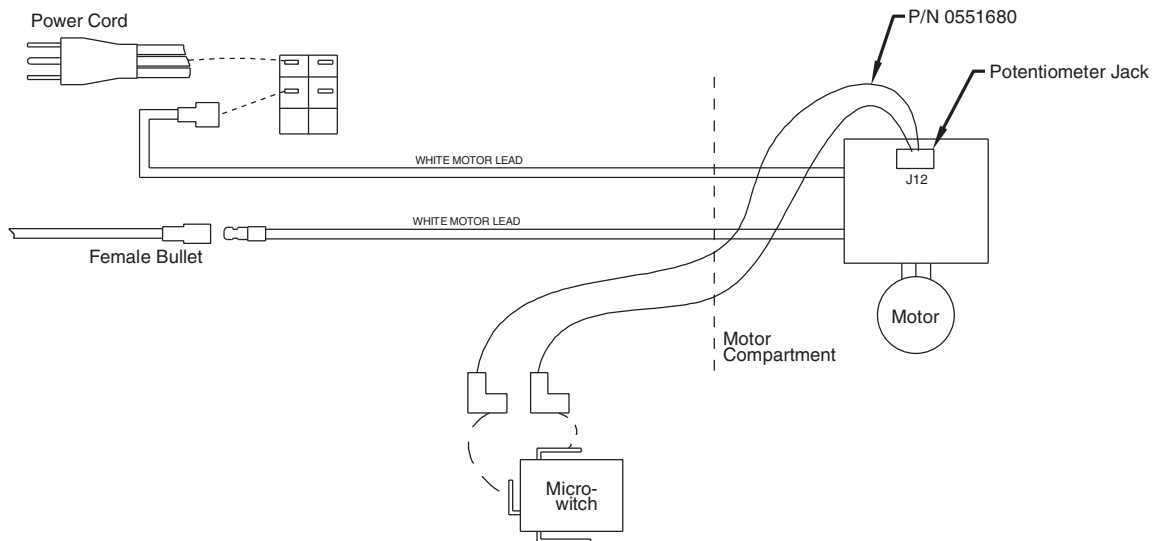 Power Cord
P/N 0551680
Potentiometer Jack
WHITE MOTOR LEAD
J12
WHITE MOTOR LEAD
Female Bullet
Motor
Motor
Compartment
Micro-
witch